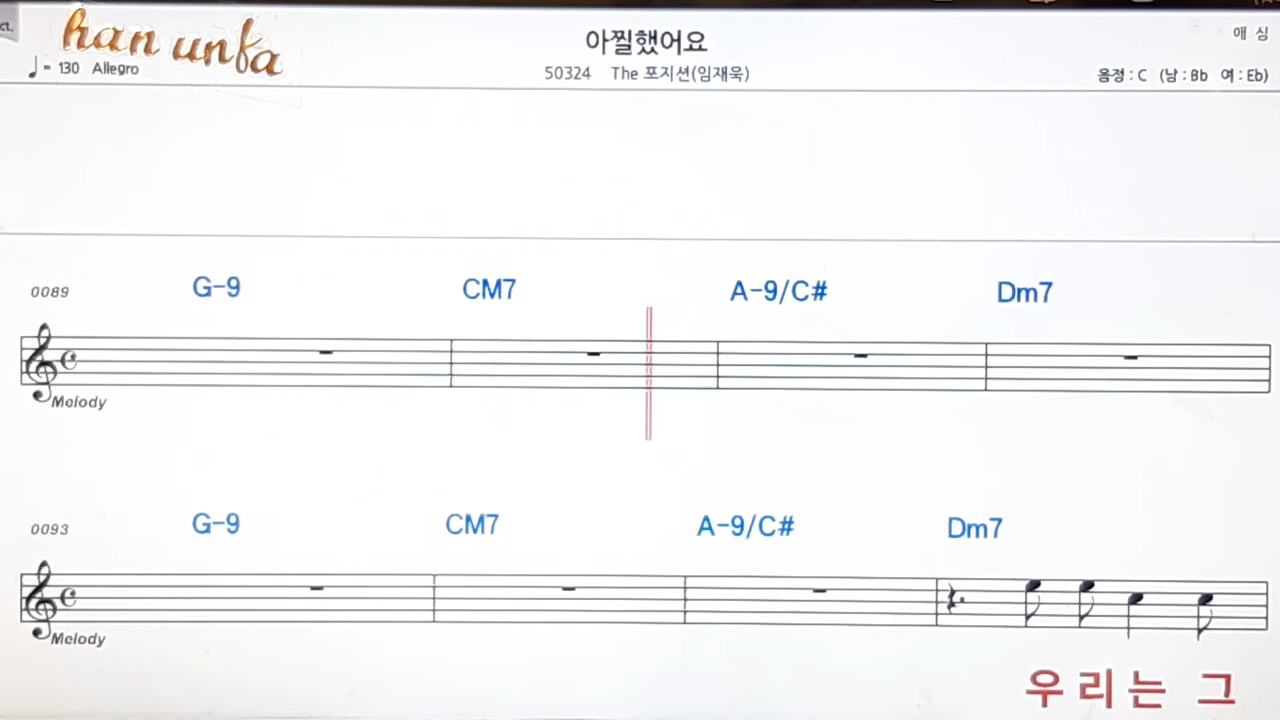 CL
han unfa
아찔했어요
애 심
♩= 130 Allegro
50324 The 포지션(임재욱)
음정 : C (남 : Bb 여 : Eb)
0089 G-9 CM7 A-9/C# Dm7
Melody
0093 G-9 CM7 A-9/C# Dm7
Melody
우 리 는 그